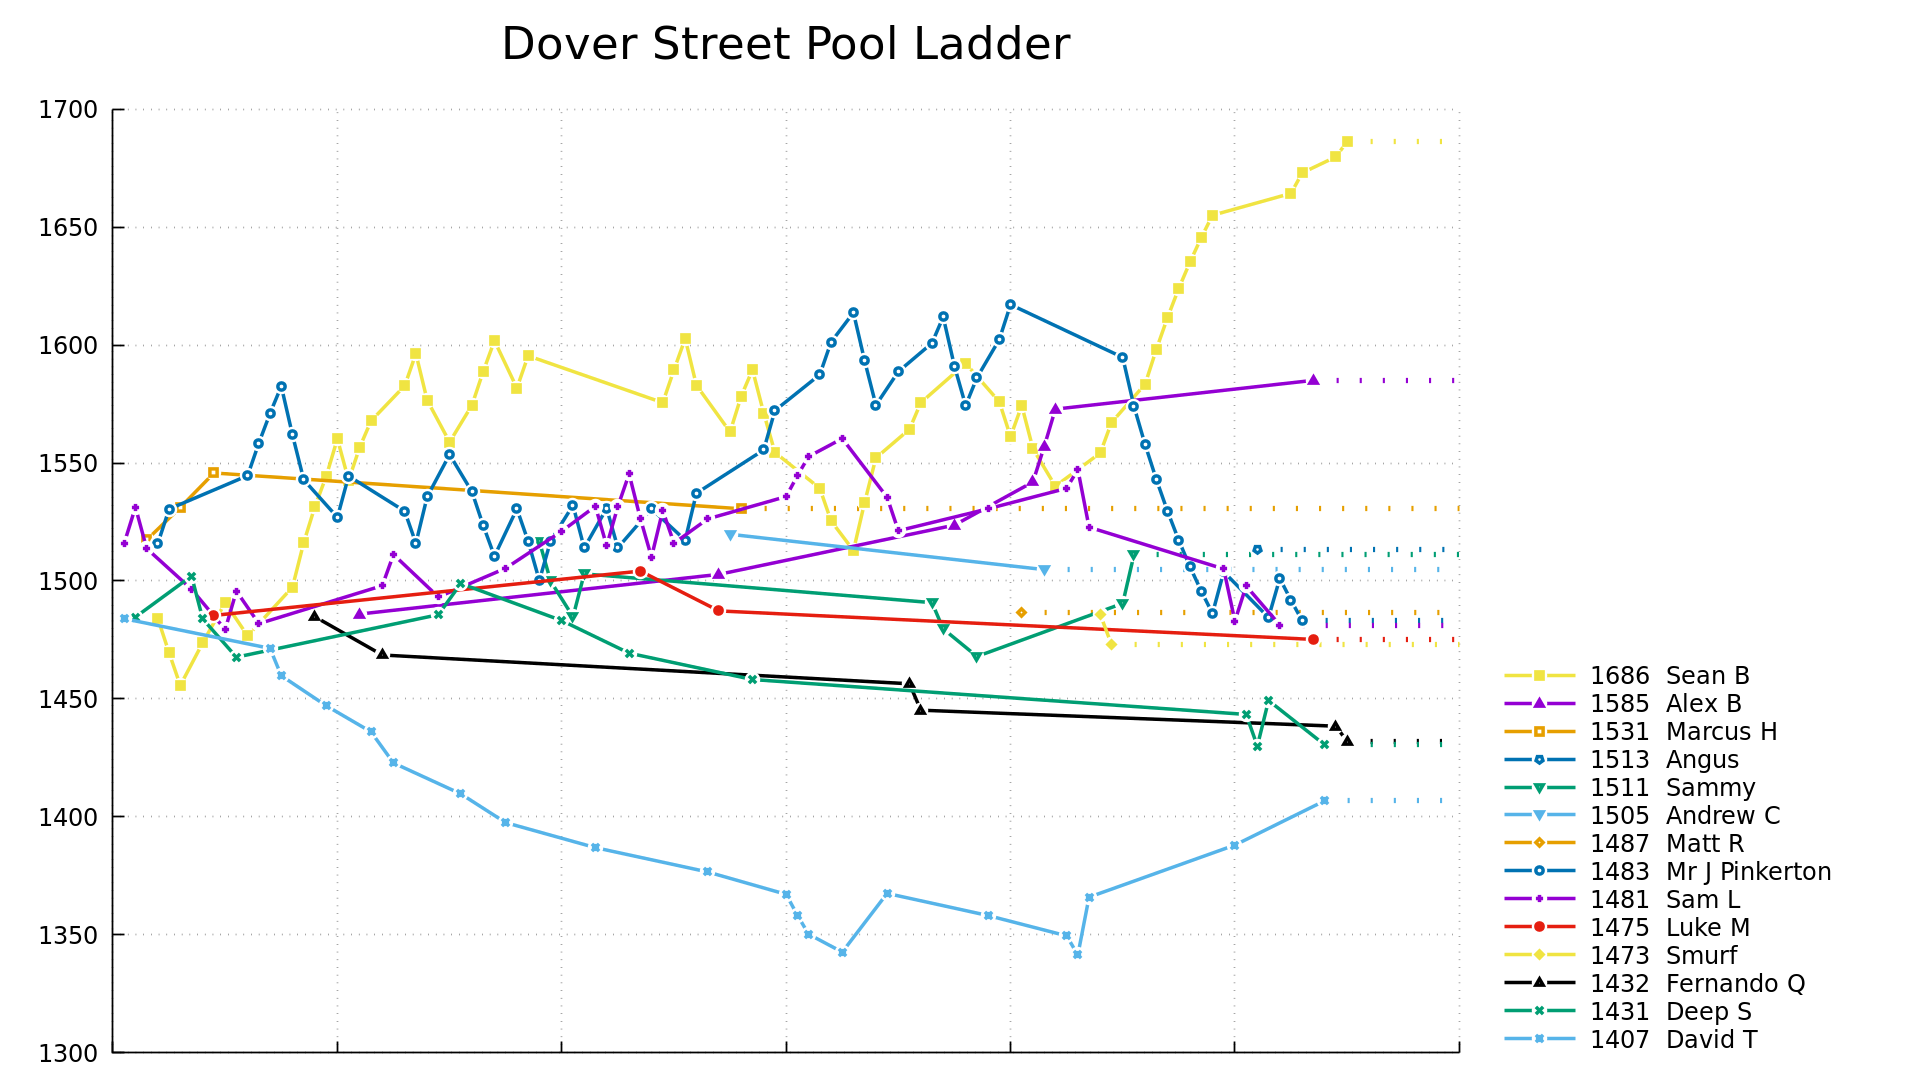 Dover Street Pool Ladder
1700
1650
1600
1550
1500
1450
1400
1350
1300
1686 Sean B
1585 Alex B
1531 Marcus H
1513 Angus
1511 Sammy
1505 Andrew C
1487 Matt R
1483 Mr J Pinkerton
1481 Sam L
1475 Luke M
1473 Smurf
1432 Fernando Q
1431 Deep S
1407 David T